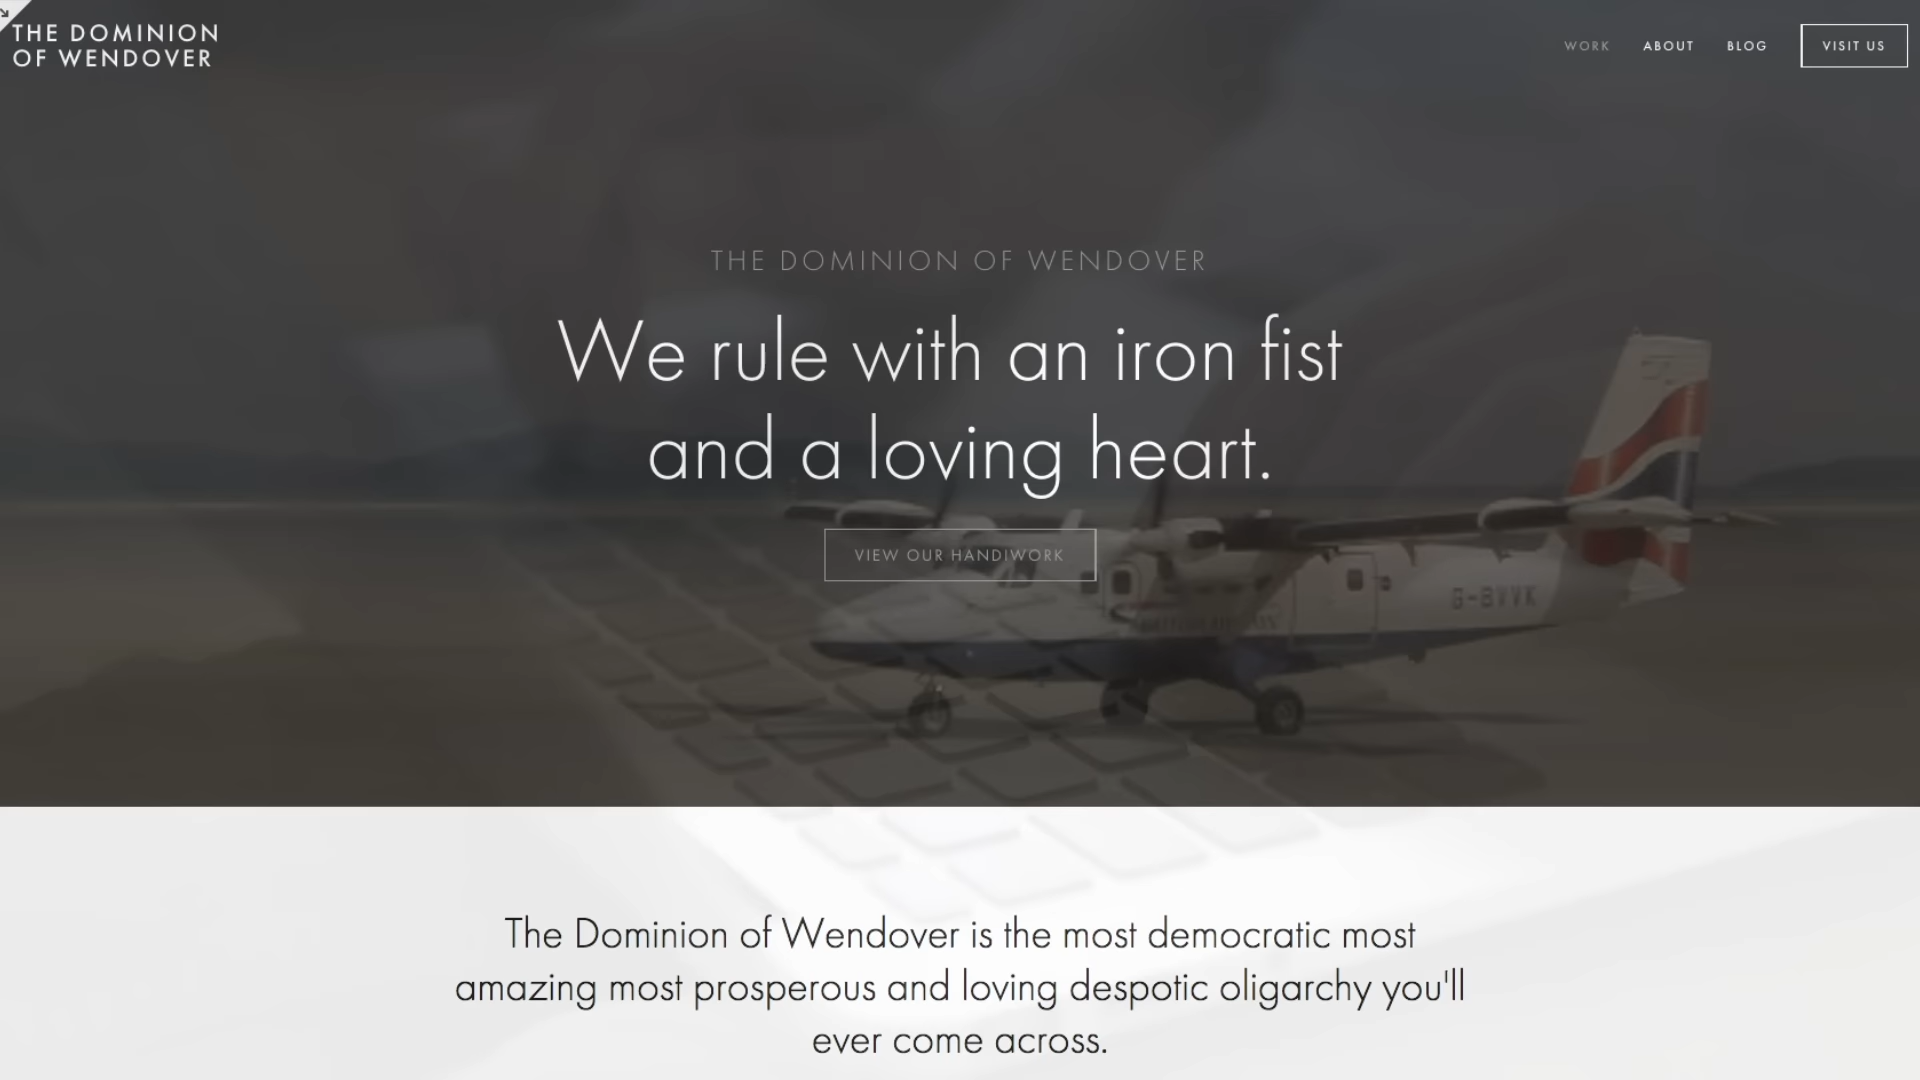 THE DOMINION
OF WENDOVER
WORK ABOUT BLOG VISIT US
THE DOMINION OF WENDOVER
We rule with an iron fist
and a loving heart.
VIEW OUR HANDIWORK
G-BVVK
The Dominion of Wendover is the most democratic most
amazing most prosperous and loving despotic oligarchy you'll
ever come across.